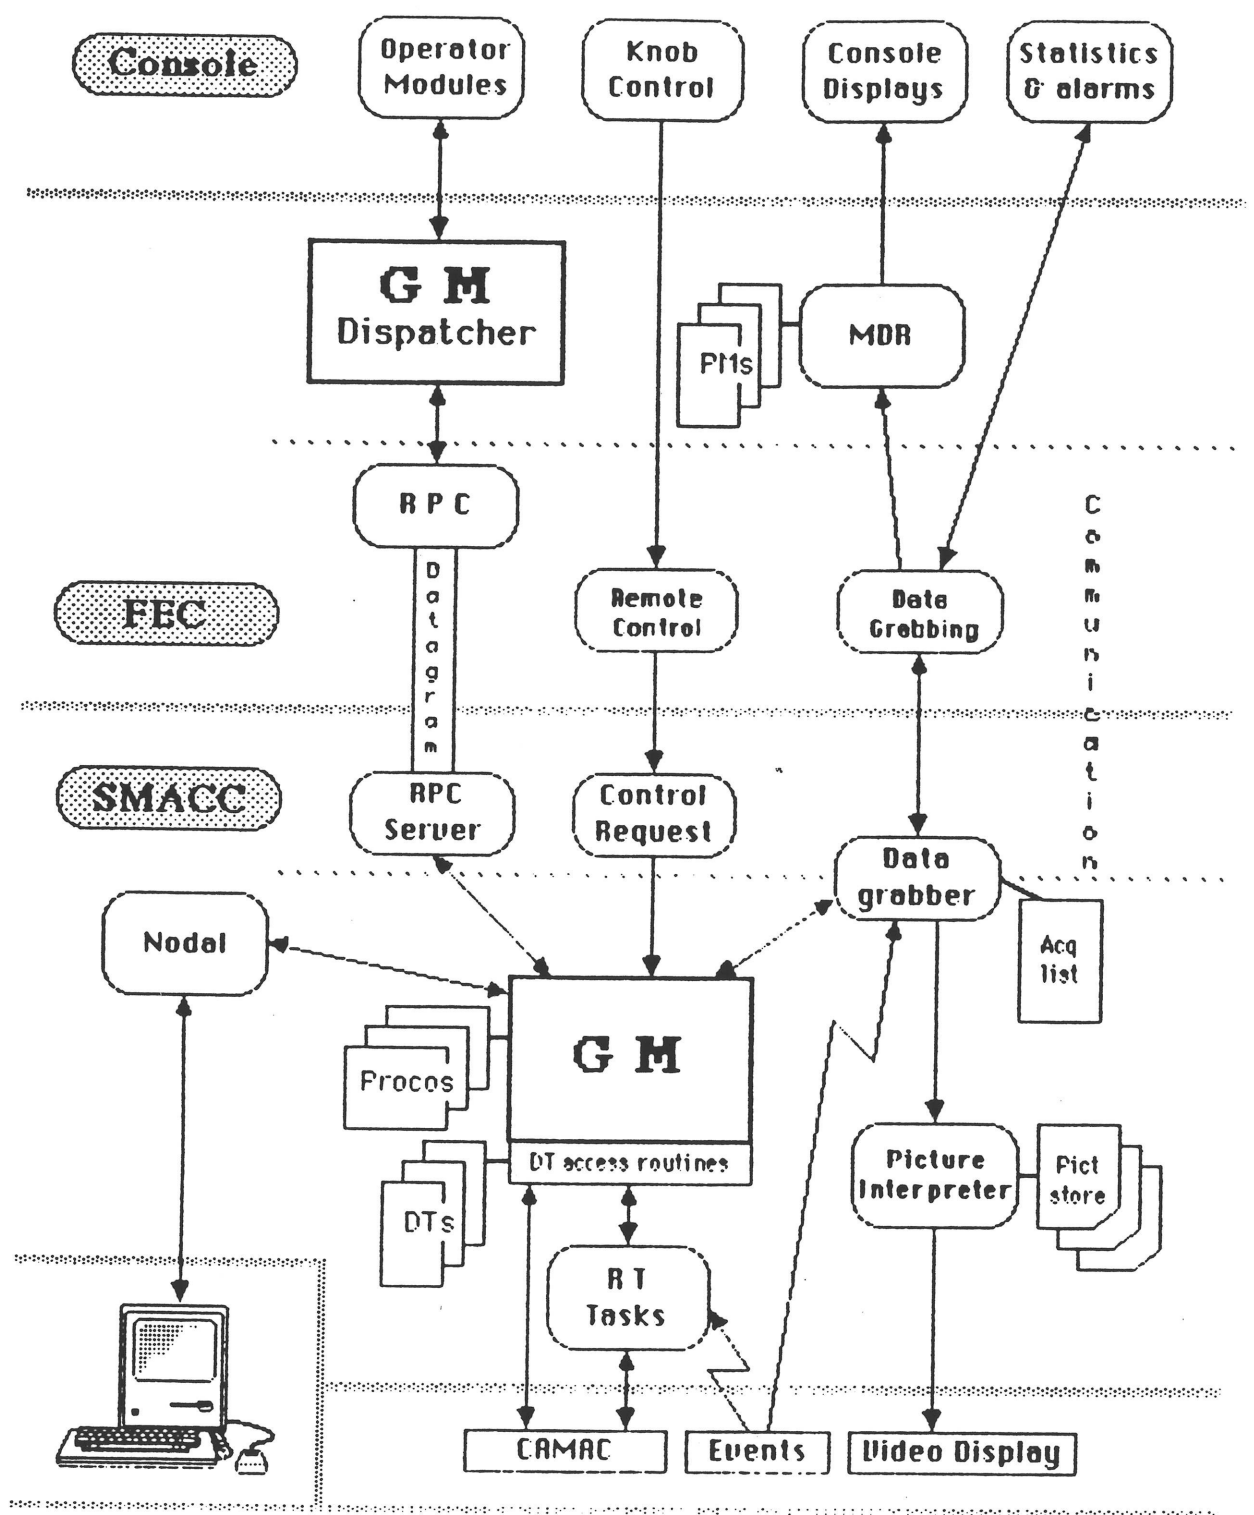 Console
Operator
Modules
Knob
Control
Console
Displays
Statistics
& alarms
G M
Dispatcher
PMs
MDR
R P C
Datagram
Communication
FEC
Remote
Control
Data
Grabbing
SMACC
RPC
Server
Control
Request
Data
grabber
Acq
list
Nodal
G M
Procos
DT access routines
DTs
Picture
Interpreter
Pict
store
R T
Tasks
CAMAC
Events
Video Display